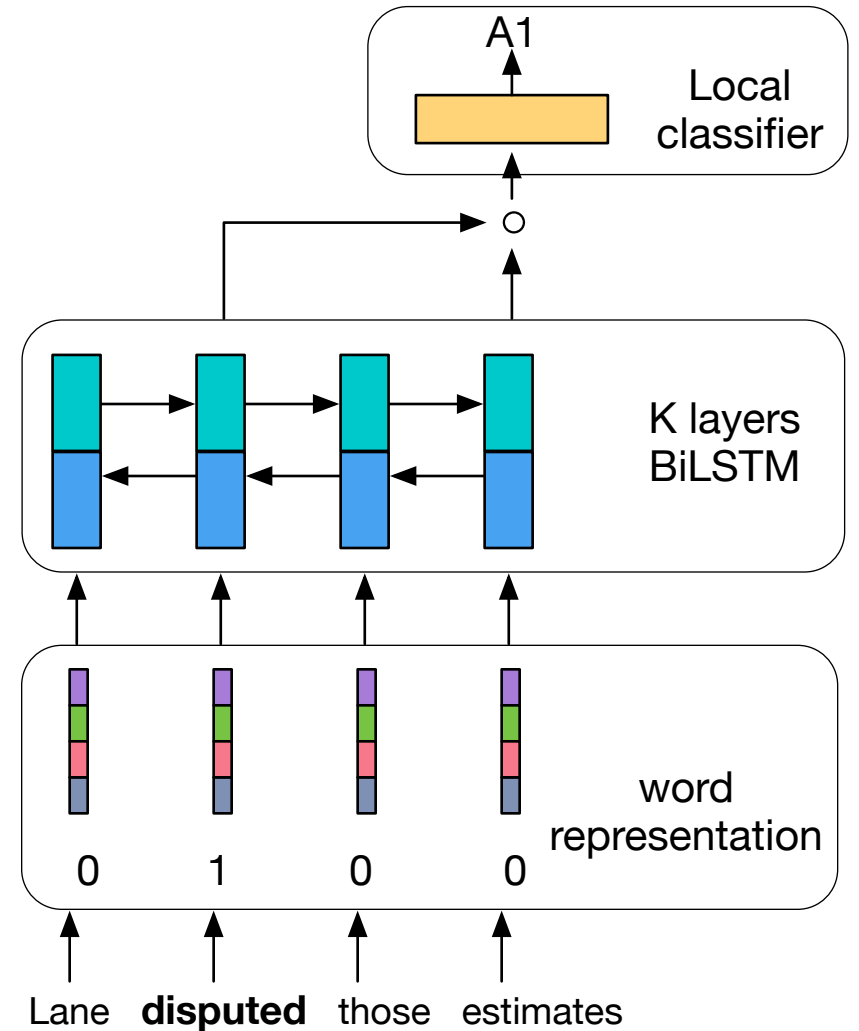 A1
Local
classifier
K layers
BiLSTM
word
representation
0 1 0 0
Lane disputed those estimates